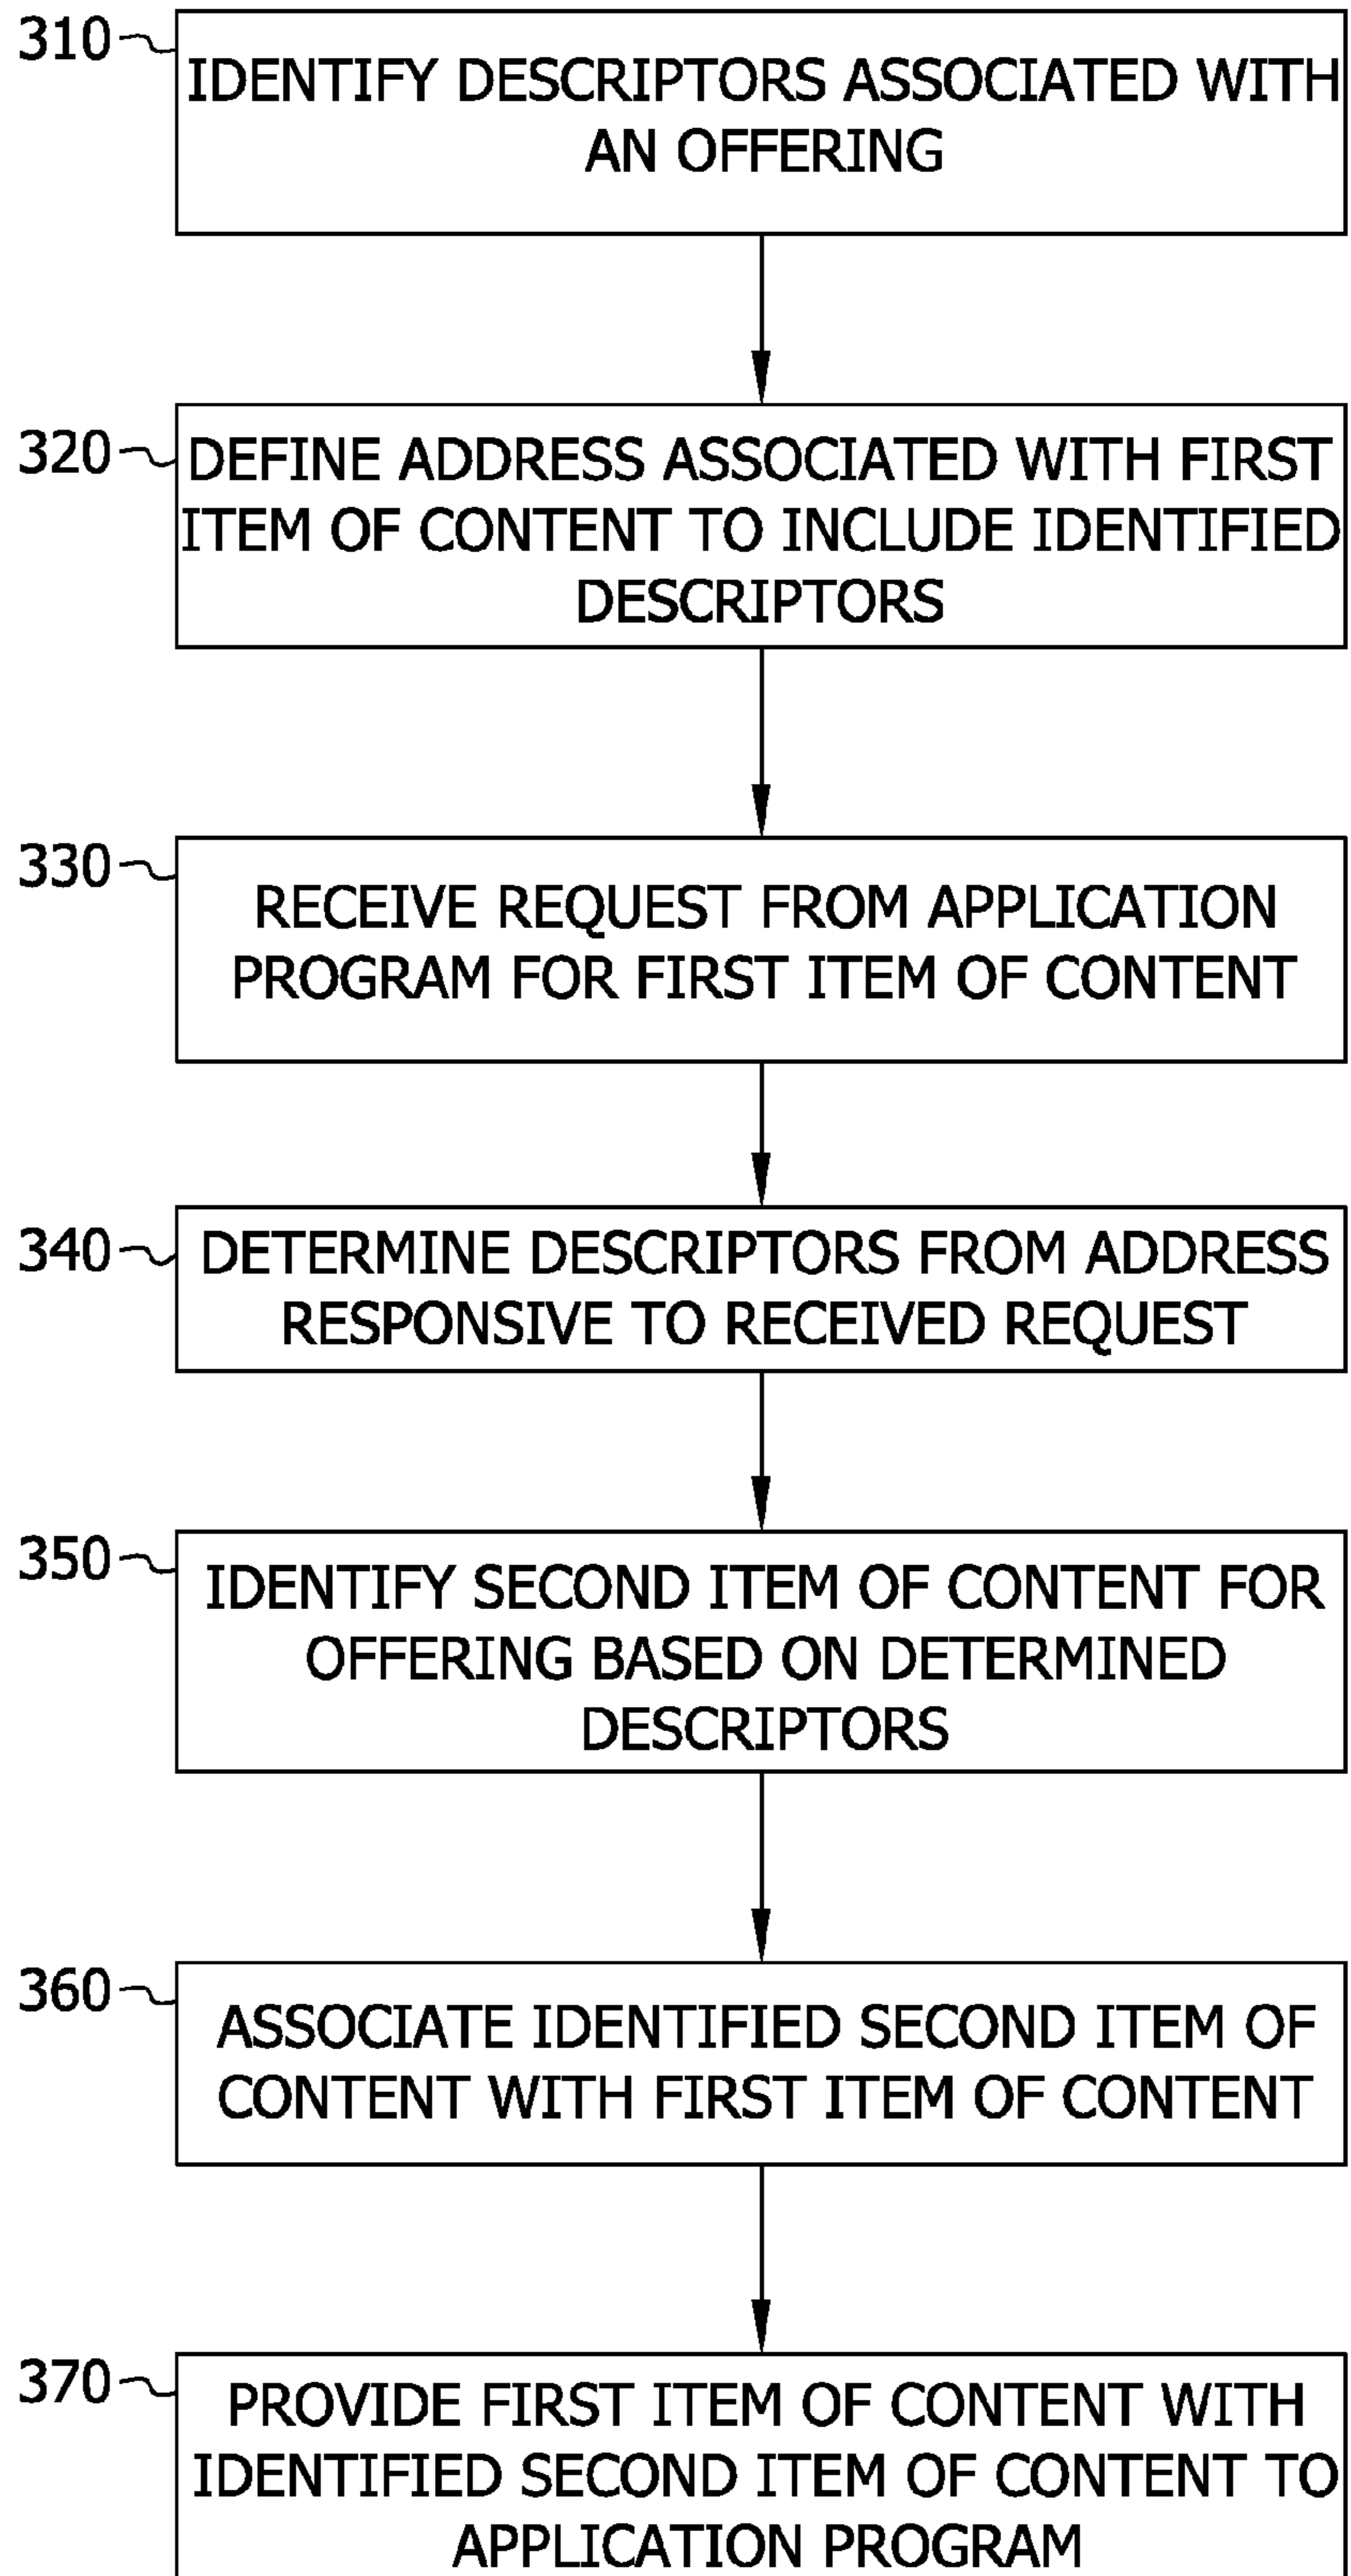 310
IDENTIFY DESCRIPTORS ASSOCIATED WITH
AN OFFERING
320
DEFINE ADDRESS ASSOCIATED WITH FIRST
ITEM OF CONTENT TO INCLUDE IDENTIFIED
DESCRIPTORS
330
RECEIVE REQUEST FROM APPLICATION
PROGRAM FOR FIRST ITEM OF CONTENT
340
DETERMINE DESCRIPTORS FROM ADDRESS
RESPONSIVE TO RECEIVED REQUEST
350
IDENTIFY SECOND ITEM OF CONTENT FOR
OFFERING BASED ON DETERMINED
DESCRIPTORS
360
ASSOCIATE IDENTIFIED SECOND ITEM OF
CONTENT WITH FIRST ITEM OF CONTENT
370
PROVIDE FIRST ITEM OF CONTENT WITH
IDENTIFIED SECOND ITEM OF CONTENT TO
APPLICATION PROGRAM